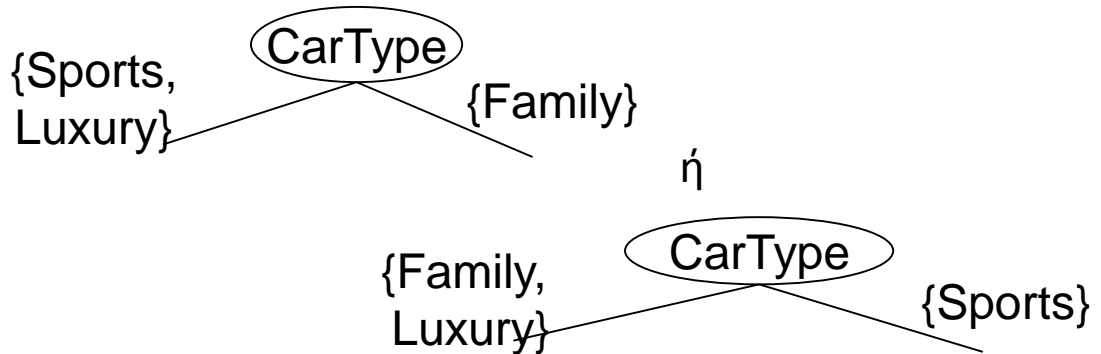 CarType
{Sports,
Luxury}
{Family}
ή
CarType
{Family,
Luxury}
{Sports}